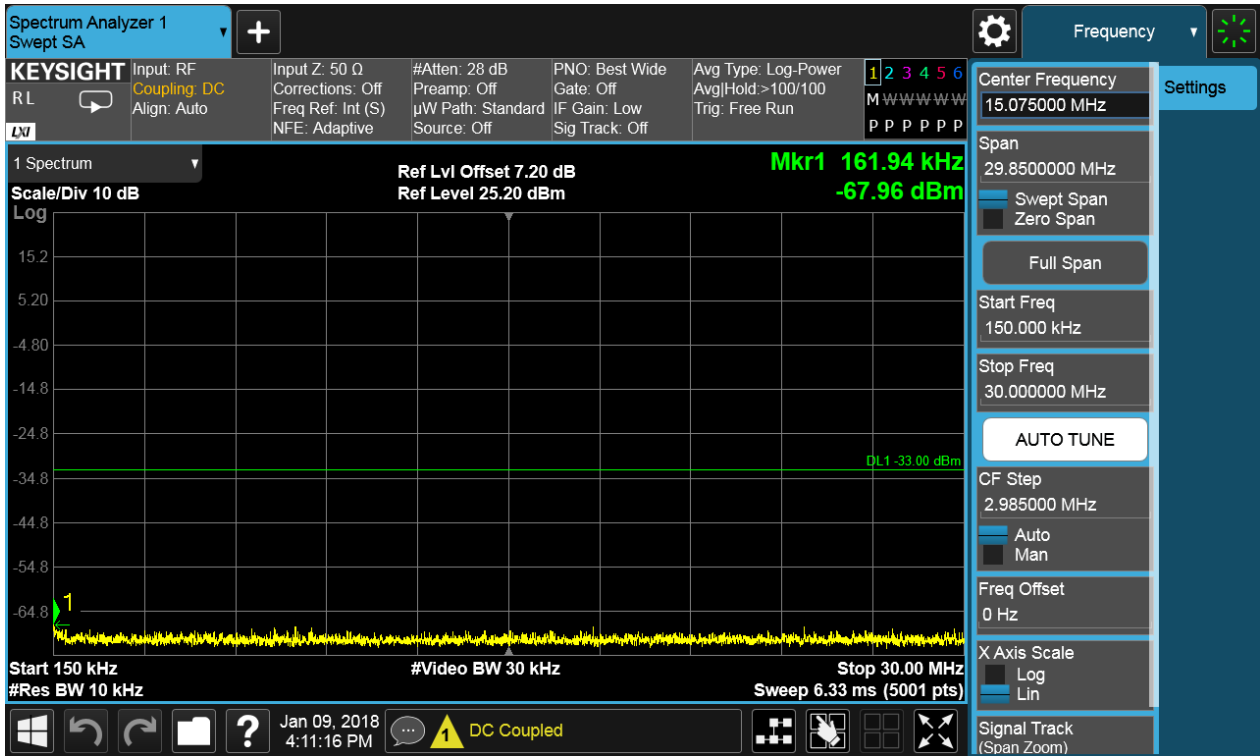 Spectrum Analyzer 1
Swept SA
+
Frequency
KEYSIGHT
RL
LXI
Input: RF
Coupling: DC
Align: Auto
Input Z: 50 Ω
Corrections: Off
Freq Ref: Int (S)
NFE: Adaptive
#Atten: 28 dB
Preamp: Off
µW Path: Standard
Source: Off
PNO: Best Wide
Gate: Off
IF Gain: Low
Sig Track: Off
Avg Type: Log-Power
Avg|Hold:>100/100
Trig: Free Run
1 2 3 4 5 6
M W W W W W
P P P P P P
1 Spectrum
Scale/Div 10 dB
Log
Ref Lvl Offset 7.20 dB
Ref Level 25.20 dBm
Mkr1 161.94 kHz
-67.96 dBm
15.2
5.20
-4.80
-14.8
-24.8
-34.8
-44.8
-54.8
-64.8
DL1 -33.00 dBm
1
Start 150 kHz
#Res BW 10 kHz
#Video BW 30 kHz
Stop 30.00 MHz
Sweep 6.33 ms (5001 pts)
Center Frequency
15.075000 MHz
Span
29.8500000 MHz
Swept Span
Zero Span
Full Span
Start Freq
150.000 kHz
Stop Freq
30.000000 MHz
AUTO TUNE
CF Step
2.985000 MHz
Auto
Man
Freq Offset
0 Hz
X Axis Scale
Log
Lin
Signal Track
(Span Zoom)
Settings
?
Jan 09, 2018
4:11:16 PM
1
DC Coupled